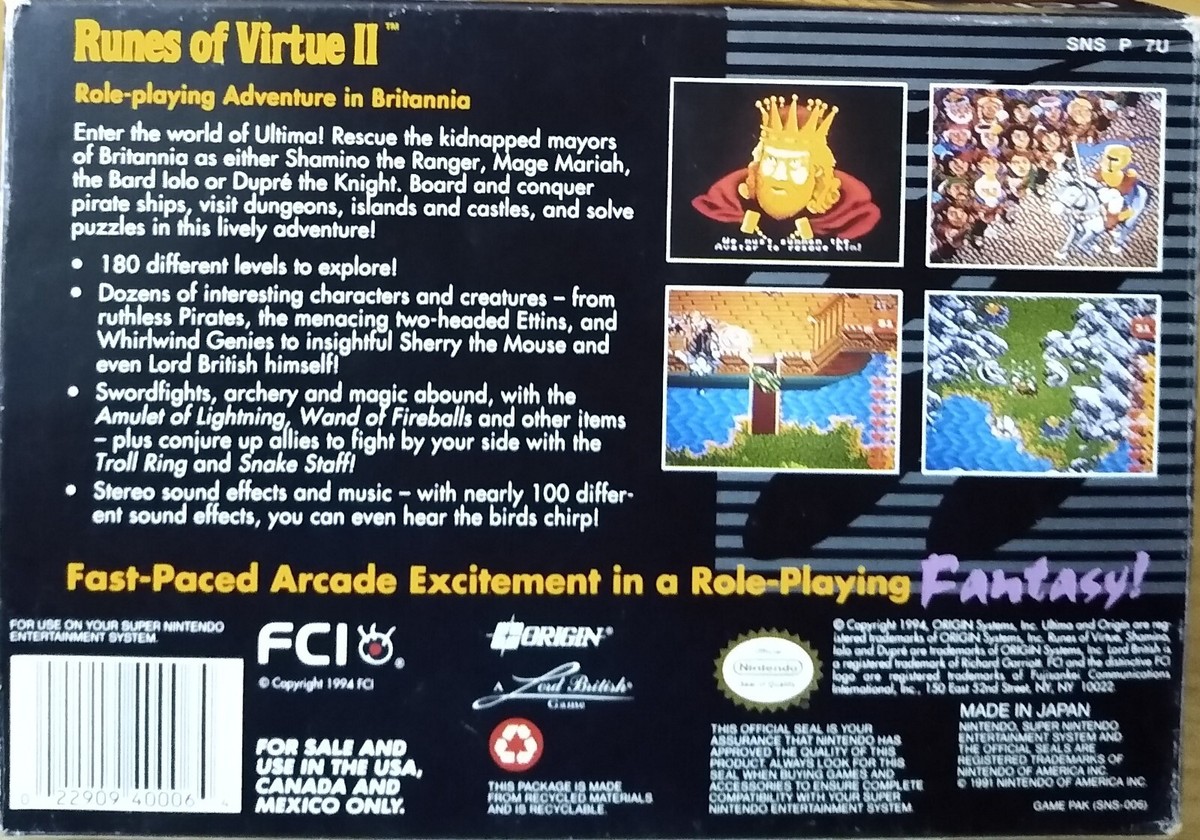 Runes of Virtue II™
SNS P 7U
Role-playing Adventure in Britannia
Enter the world of Ultima! Rescue the kidnapped mayors
of Britannia as either Shamino the Ranger, Mage Mariah,
the Bard Iolo or Dupré the Knight. Board and conquer
pirate ships, visit dungeons, islands and castles, and solve
puzzles in this lively adventure!
• 180 different levels to explore!
• Dozens of interesting characters and creatures – from
ruthless Pirates, the menacing two-headed Ettins, and
Whirlwind Genies to insightful Sherry the Mouse and
even Lord British himself!
• Swordfights, archery and magic abound, with the
Amulet of Lightning, Wand of Fireballs and other items
– plus conjure up allies to fight by your side with the
Troll Ring and Snake Staff!
• Stereo sound effects and music – with nearly 100 differ-
ent sound effects, you can even hear the birds chirp!
We must summon the
Avatar to rescue him!
51
51
Fast-Paced Arcade Excitement in a Role-Playing Fantasy!
FOR USE ON YOUR SUPER NINTENDO
ENTERTAINMENT SYSTEM.
0 22909 40006 4
FCI®
© Copyright 1994 FCI
FOR SALE AND
USE IN THE USA,
CANADA AND
MEXICO ONLY.
ORIGIN®
A Lord British®
Game
THIS PACKAGE IS MADE
FROM RECYCLED MATERIALS
AND IS RECYCLABLE.
Official
Nintendo
Seal of Quality
THIS OFFICIAL SEAL IS YOUR
ASSURANCE THAT NINTENDO HAS
APPROVED THE QUALITY OF THIS
PRODUCT. ALWAYS LOOK FOR THIS
SEAL WHEN BUYING GAMES AND
ACCESSORIES TO ENSURE COMPLETE
COMPATIBILITY WITH YOUR SUPER
NINTENDO ENTERTAINMENT SYSTEM.
© Copyright 1994, ORIGIN Systems, Inc. Ultima and Origin are reg-
istered trademarks of ORIGIN Systems, Inc. Runes of Virtue, Shamino,
Iolo and Dupré are trademarks of ORIGIN Systems, Inc. Lord British is
a registered trademark of Richard Garriott. FCI and the distinctive FCI
logo are registered trademarks of Fujisankei Communications
International, Inc., 150 East 52nd Street, NY, NY 10022
MADE IN JAPAN
NINTENDO, SUPER NINTENDO
ENTERTAINMENT SYSTEM AND
THE OFFICIAL SEALS ARE
REGISTERED TRADEMARKS OF
NINTENDO OF AMERICA INC.
© 1991 NINTENDO OF AMERICA INC.
GAME PAK (SNS-006)